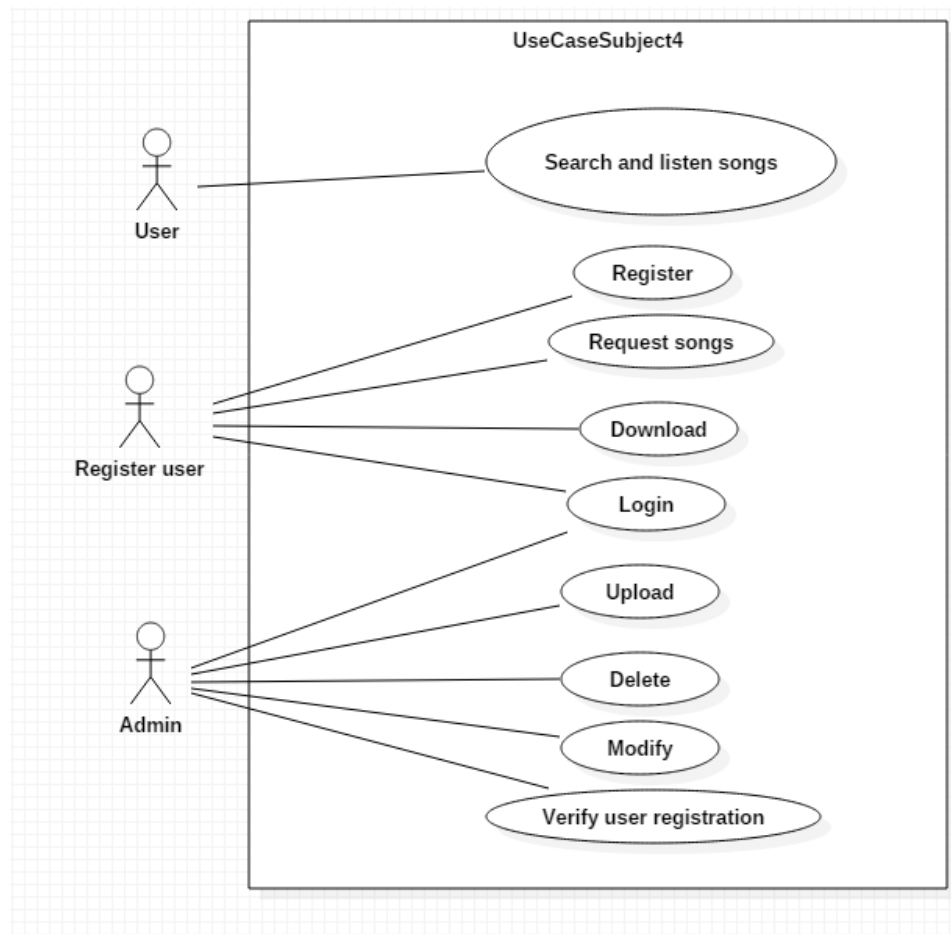 UseCaseSubject4
Search and listen songs
User
Register
Request songs
Register user
Download
Login
Upload
Admin
Delete
Modify
Verify user registration